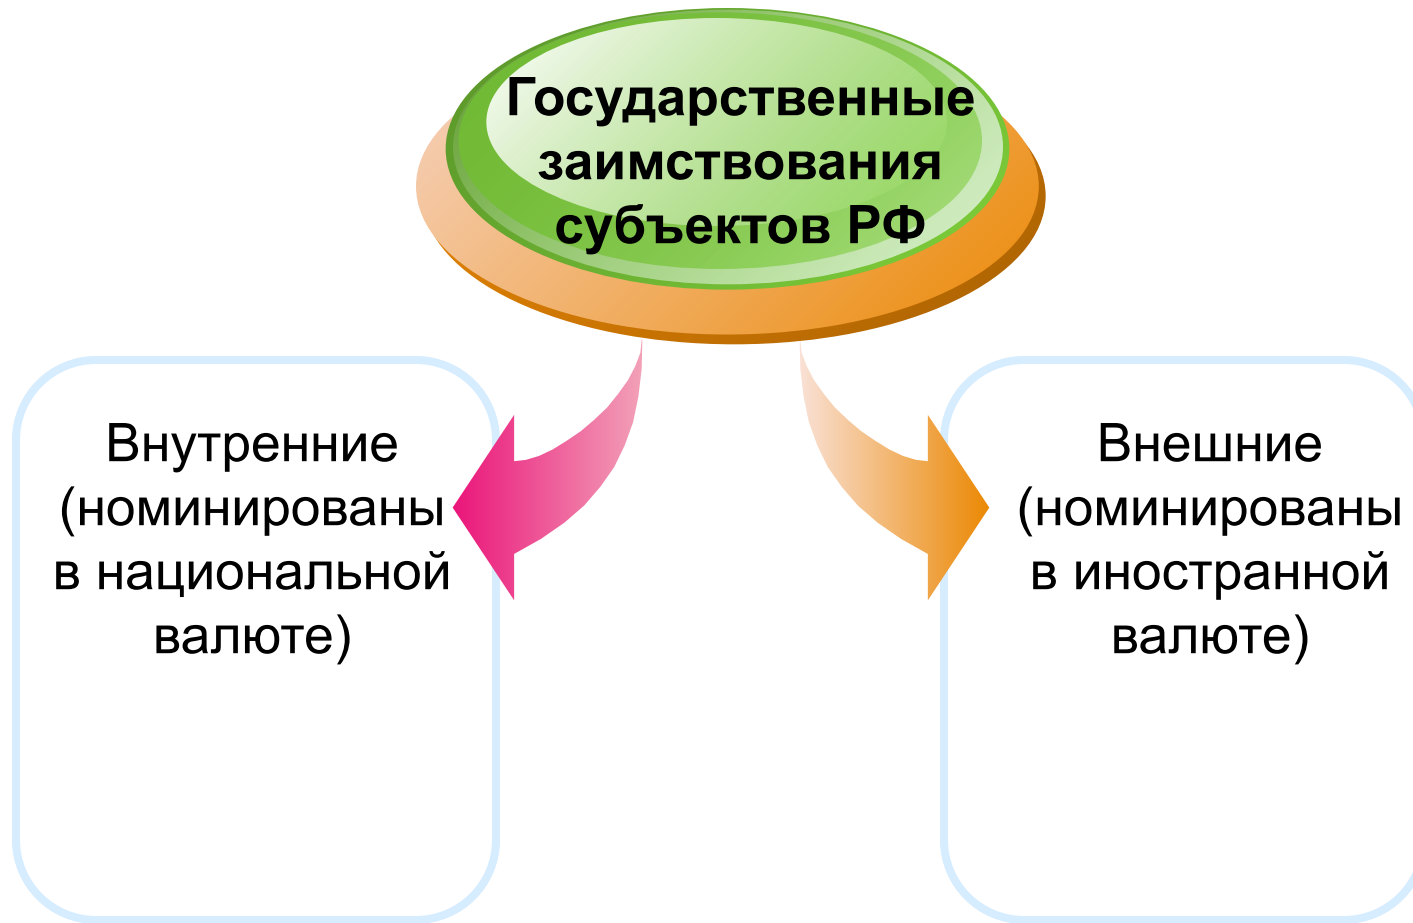 Государственные
заимствования
субъектов РФ
Внутренние
(номинированы
в национальной
валюте)
Внешние
(номинированы
в иностранной
валюте)